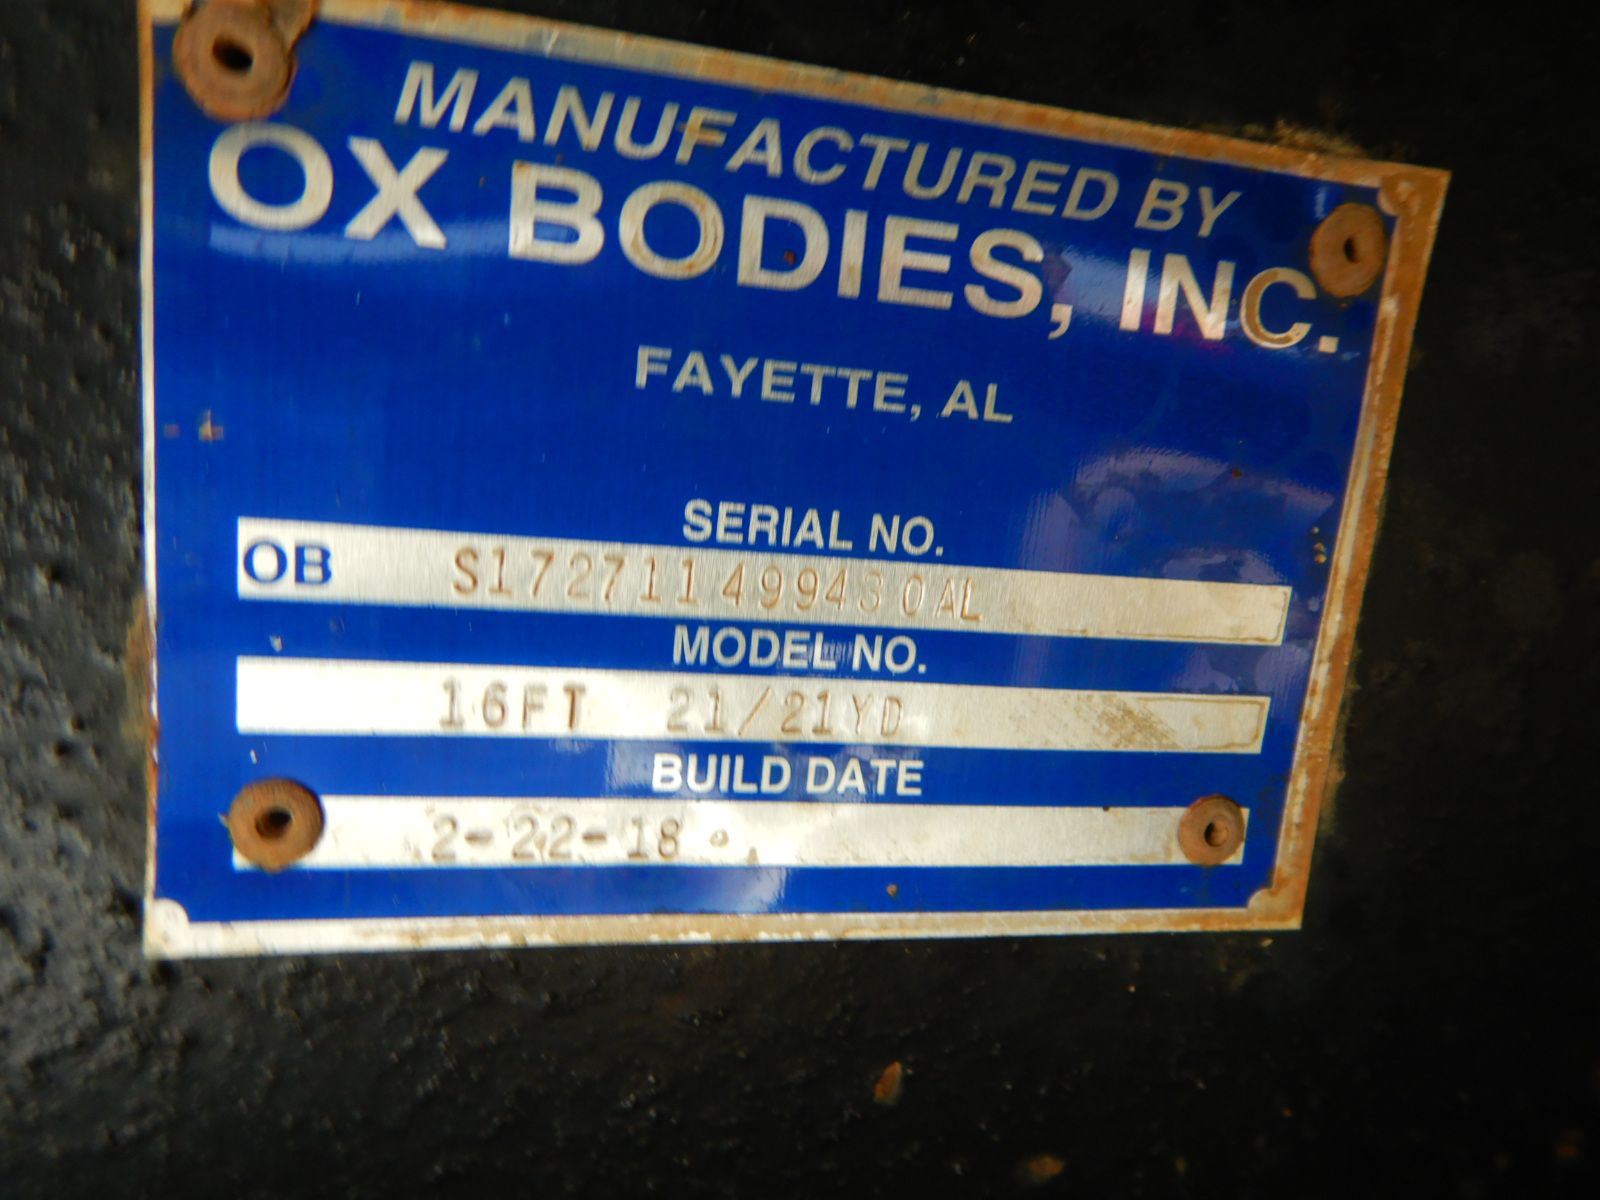 MANUFACTURED BY
OX BODIES, INC.
FAYETTE, AL
SERIAL NO.
OB S17271149943 0AL
MODEL NO.
16FT 21/21YD
BUILD DATE
2-22-18